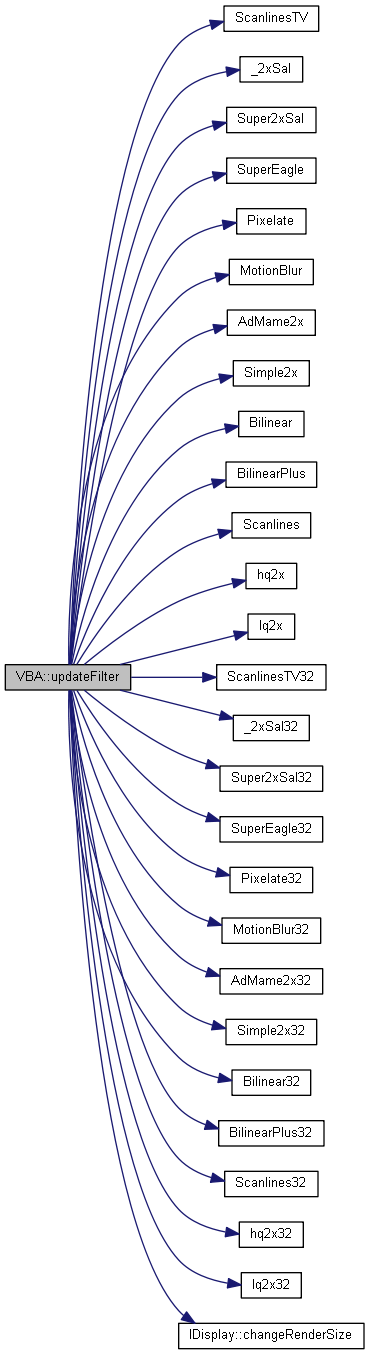 ScanlinesTV
_2xSaI
Super2xSaI
SuperEagle
Pixelate
MotionBlur
AdMame2x
Simple2x
Bilinear
BilinearPlus
Scanlines
hq2x
lq2x
VBA::updateFilter
ScanlinesTV32
_2xSaI32
Super2xSaI32
SuperEagle32
Pixelate32
MotionBlur32
AdMame2x32
Simple2x32
Bilinear32
BilinearPlus32
Scanlines32
hq2x32
lq2x32
IDisplay::changeRenderSize